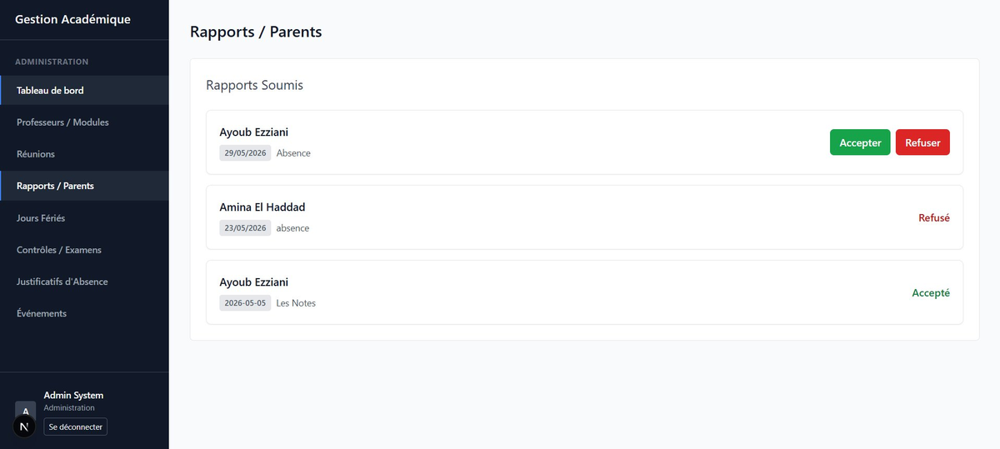 Gestion Académique
ADMINISTRATION
Tableau de bord
Professeurs / Modules
Réunions
Rapports / Parents
Jours Fériés
Contrôles / Examens
Justificatifs d'Absence
Événements
A
N
Admin System
Administration
Se déconnecter
Rapports / Parents
Rapports Soumis
Ayoub Ezziani
29/05/2026 Absence
Accepter Refuser
Amina El Haddad
23/05/2026 absence
Refusé
Ayoub Ezziani
2026-05-05 Les Notes
Accepté